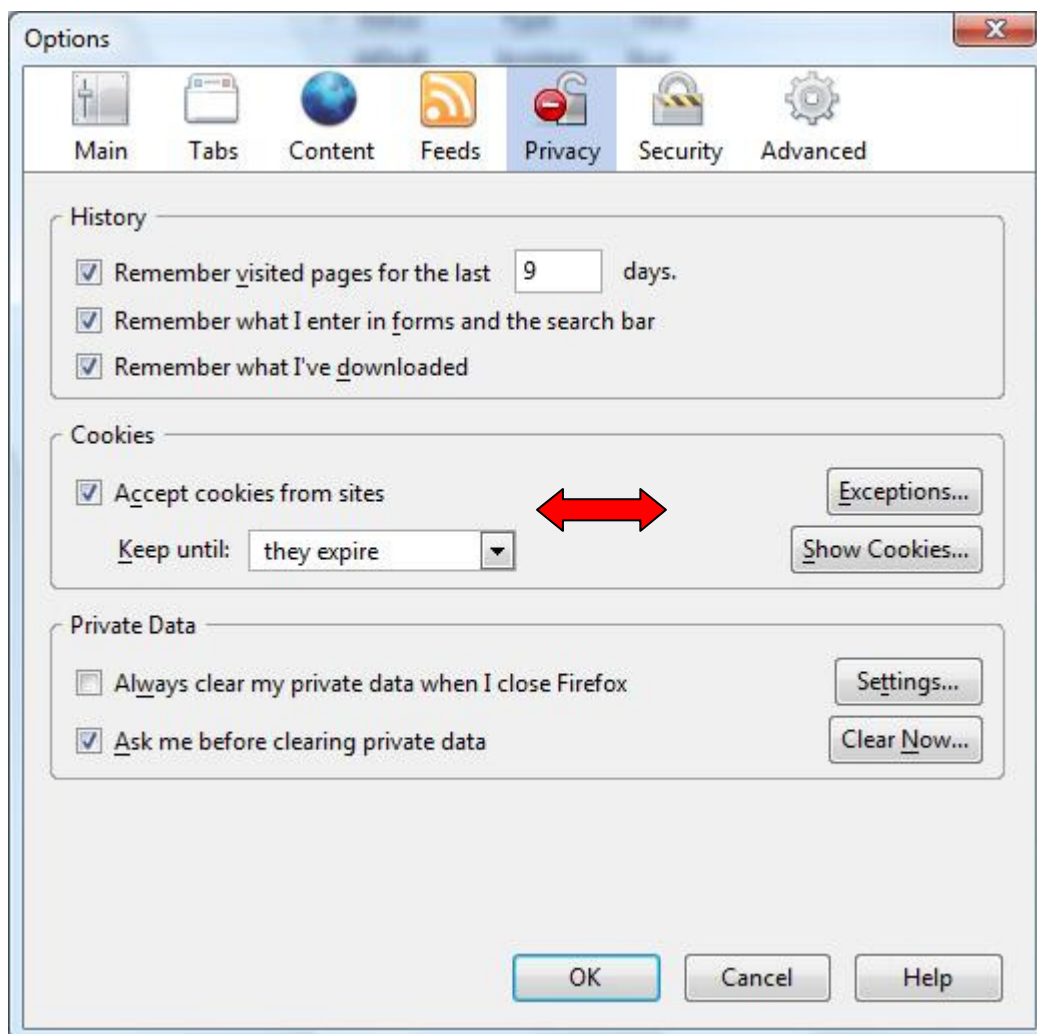 Options
Main Tabs Content Feeds Privacy Security Advanced
History
Remember visited pages for the last 9 days.
Remember what I enter in forms and the search bar
Remember what I've downloaded
Cookies
Accept cookies from sites Exceptions...
Keep until: they expire Show Cookies...
Private Data
Always clear my private data when I close Firefox Settings...
Ask me before clearing private data Clear Now...
OK Cancel Help